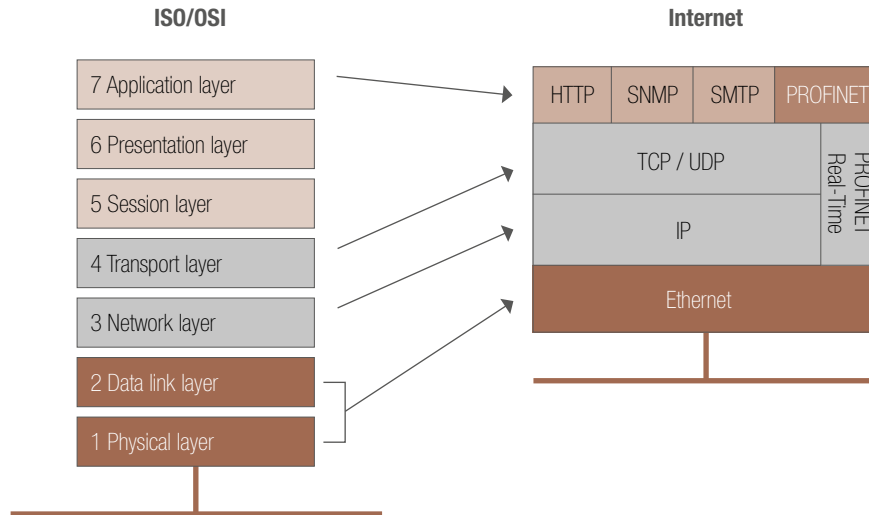 ISO/OSI
7 Application layer
6 Presentation layer
5 Session layer
4 Transport layer
3 Network layer
2 Data link layer
1 Physical layer
Internet
HTTP
SNMP
SMTP
PROFINET
TCP / UDP
PROFINET
Real-Time
IP
Ethernet